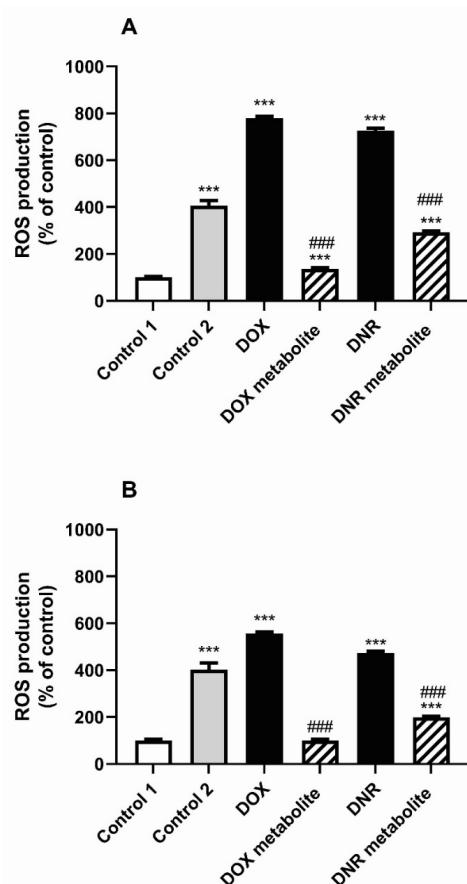 A
ROS production
(% of control)
1000
800
600
400
200
0
***
***
###
***
***
###
***
Control 1
Control 2
DOX
DOX metabolite
DNR
DNR metabolite
B
ROS production
(% of control)
1000
800
600
400
200
0
***
***
###
***
###
***
Control 1
Control 2
DOX
DOX metabolite
DNR
DNR metabolite